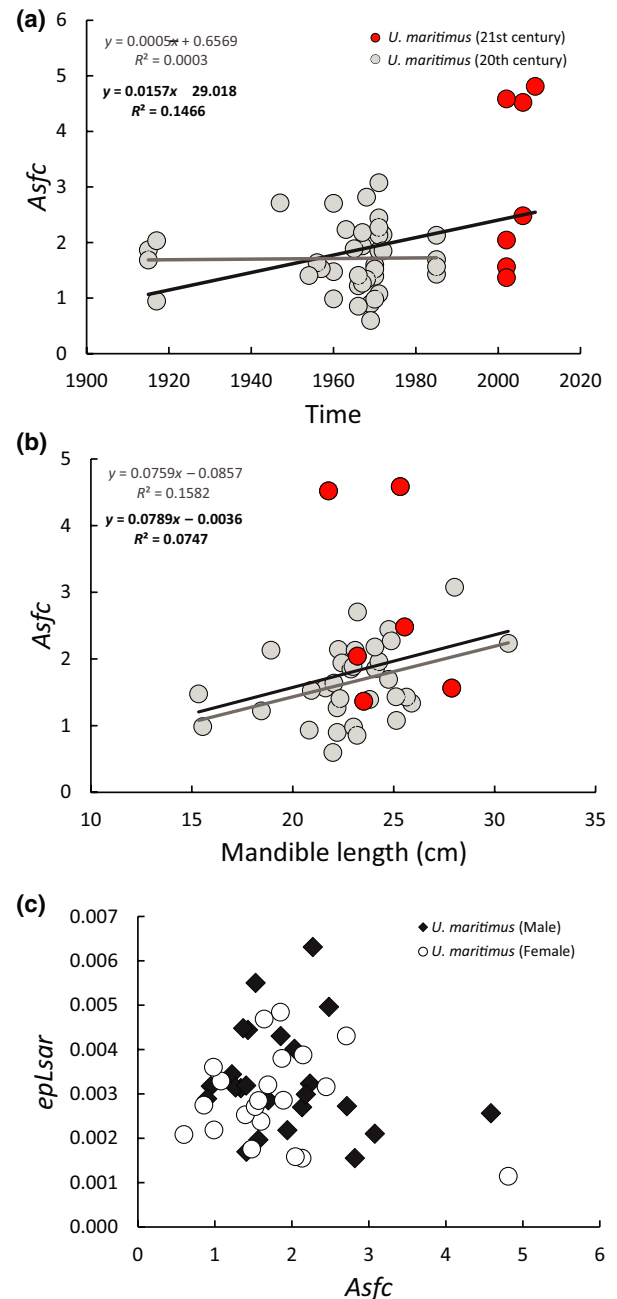 (a)
y = 0.0005x + 0.6569
R² = 0.0003
y = 0.0157x 29.018
R² = 0.1466
U. maritimus (21st century)
U. maritimus (20th century)
Asfc
6
5
4
3
2
1
0
1900 1920 1940 1960 1980 2000 2020
Time
(b)
y = 0.0759x − 0.0857
R² = 0.1582
y = 0.0789x − 0.0036
R² = 0.0747
Asfc
5
4
3
2
1
0
10 15 20 25 30 35
Mandible length (cm)
(c)
U. maritimus (Male)
U. maritimus (Female)
epLsar
0.007
0.006
0.005
0.004
0.003
0.002
0.001
0.000
0 1 2 3 4 5 6
Asfc